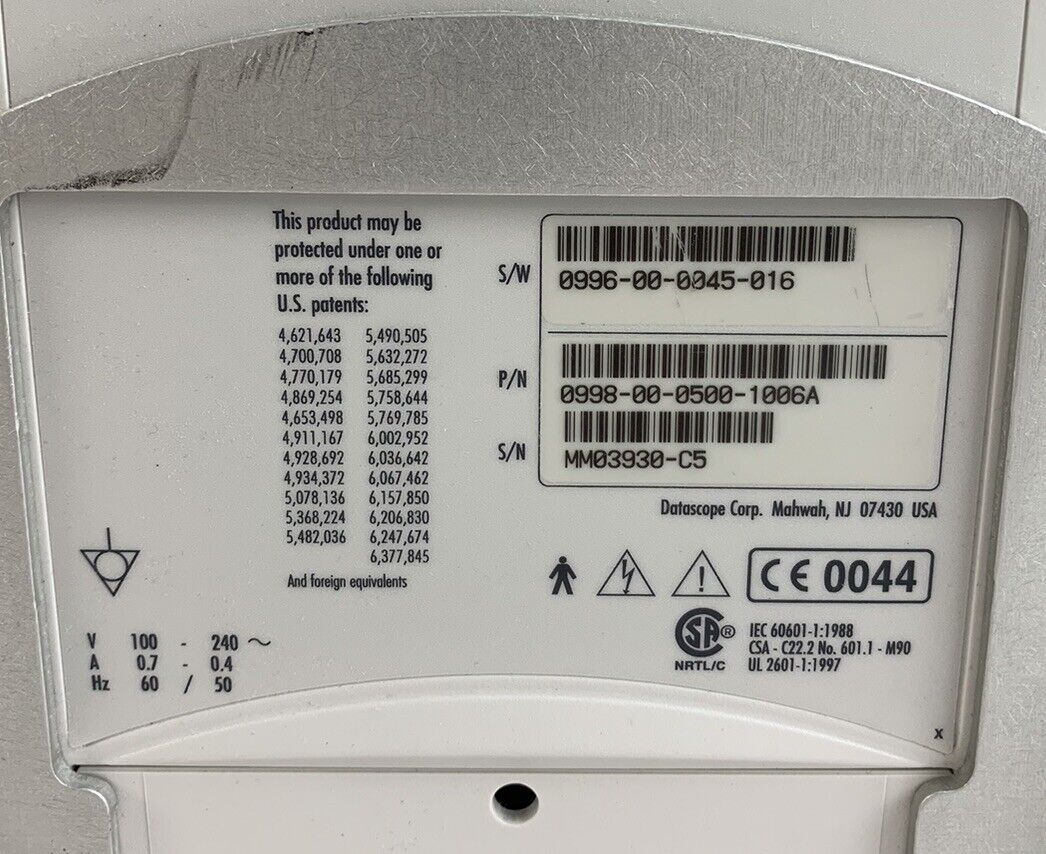 This product may be
protected under one or
more of the following
U.S. patents:
4,621,643 5,490,505
4,700,708 5,632,272
4,770,179 5,685,299
4,869,254 5,758,644
4,653,498 5,769,785
4,911,167 6,002,952
4,928,692 6,036,642
4,934,372 6,067,462
5,078,136 6,157,850
5,368,224 6,206,830
5,482,036 6,247,674
6,377,845
And foreign equivalents
S/W 0996-00-0045-016
P/N 0998-00-0500-1006A
S/N MM03930-C5
Datascope Corp. Mahwah, NJ 07430 USA
CE 0044
SA®
NRTL/C
IEC 60601-1:1988
CSA - C22.2 No. 601.1 - M90
UL 2601-1:1997
V 100 - 240 ~
A 0.7 - 0.4
Hz 60 / 50
x